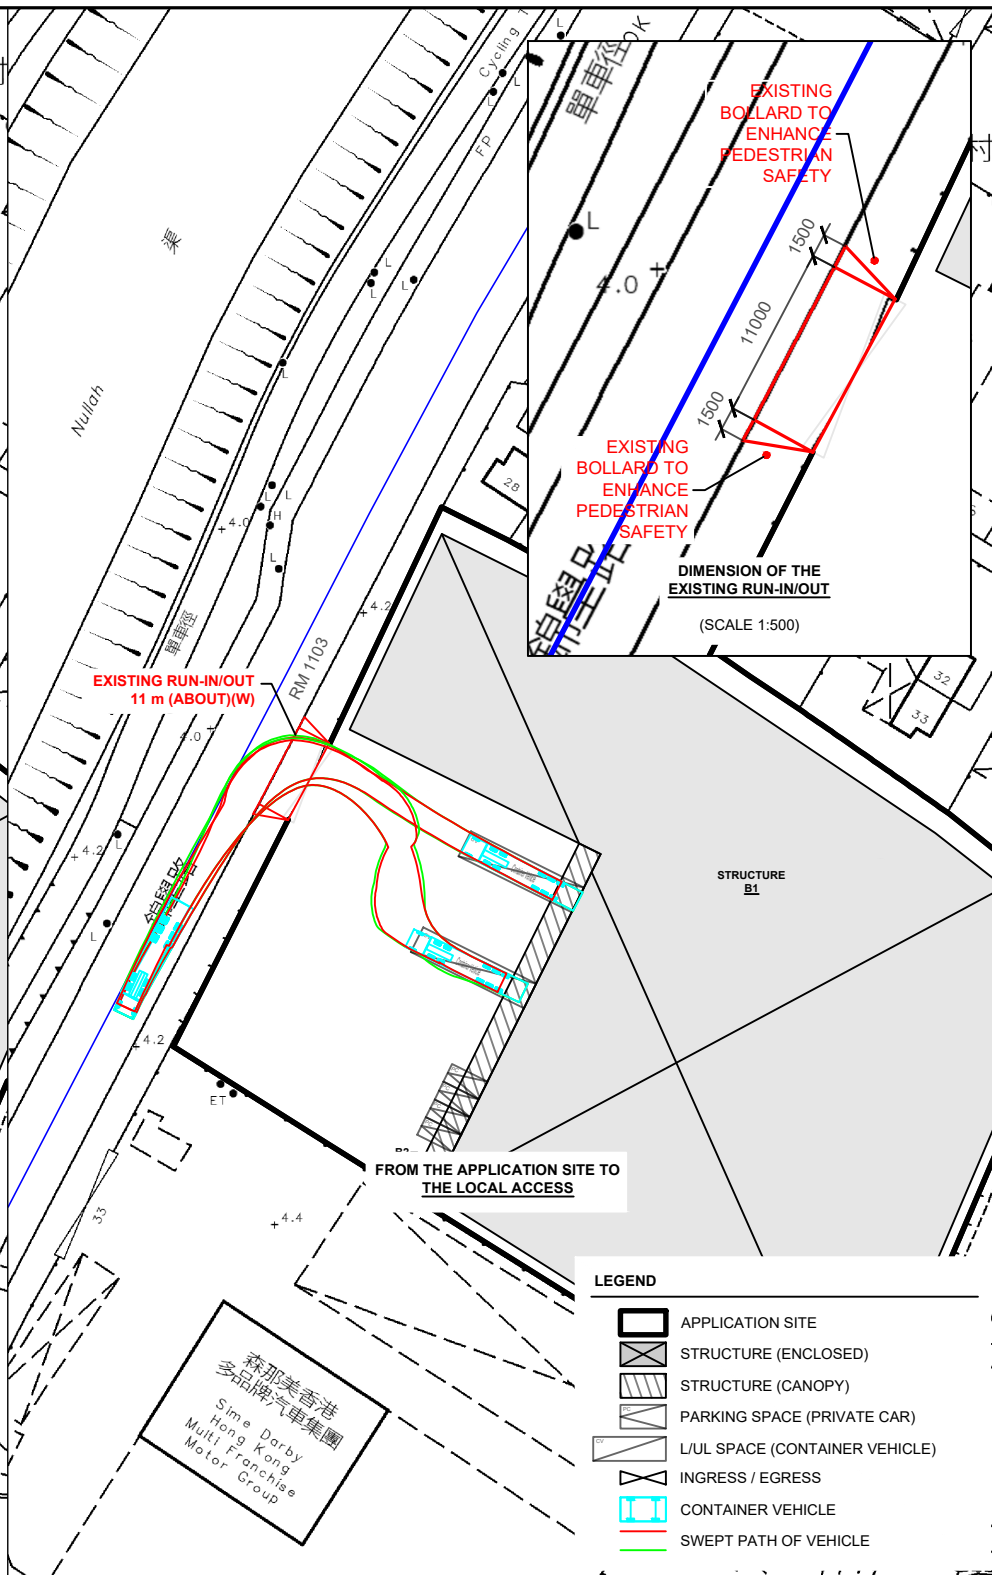 Cycling
單車徑
OK
FP
L
L
L
EXISTING
BOLLARD TO
ENHANCE
PEDESTRIAN
SAFETY
1500
11000
1500
L
4.0
EXISTING
BOLLARD TO
ENHANCE
PEDESTRIAN
SAFETY
DIMENSION OF THE
EXISTING RUN-IN/OUT
(SCALE 1:500)
村
渠
Nullah
L
L
L
L
L
L
H
L
4.0
28
4.2
單車徑
RM 1103
EXISTING RUN-IN/OUT
11 m (ABOUT)(W)
4.0
32
33
4.2
L
L
STRUCTURE
B1
4.2
ET
FROM THE APPLICATION SITE TO
THE LOCAL ACCESS
33
4.4
森那美香港
多品牌汽車集團
Sime Darby
Hong Kong
Multi Franchise
Motor Group
LEGEND
APPLICATION SITE
STRUCTURE (ENCLOSED)
STRUCTURE (CANOPY)
PC
PARKING SPACE (PRIVATE CAR)
CV
L/UL SPACE (CONTAINER VEHICLE)
INGRESS / EGRESS
CONTAINER VEHICLE
SWEPT PATH OF VEHICLE